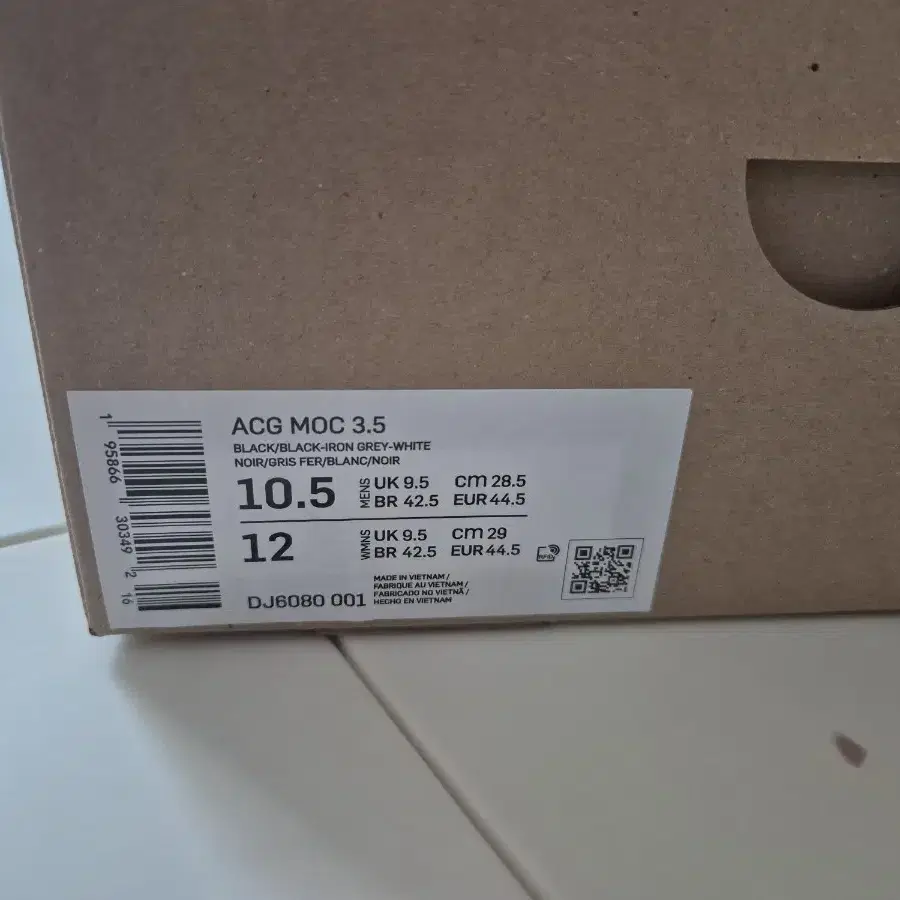 ACG MOC 3.5
BLACK/BLACK-IRON GREY-WHITE
NOIR/GRIS FER/BLANC/NOIR
10.5 MENS UK 9.5 cm 28.5
BR 42.5 EUR 44.5
12 WMNS UK 9.5 cm 29
BR 42.5 EUR 44.5
RFID
DJ6080 001
MADE IN VIETNAM /
FABRIQUE AU VIETNAM /
FABRICADO NO VIETNÃ /
HECHO EN VIETNAM
1 95866 30349 2 16